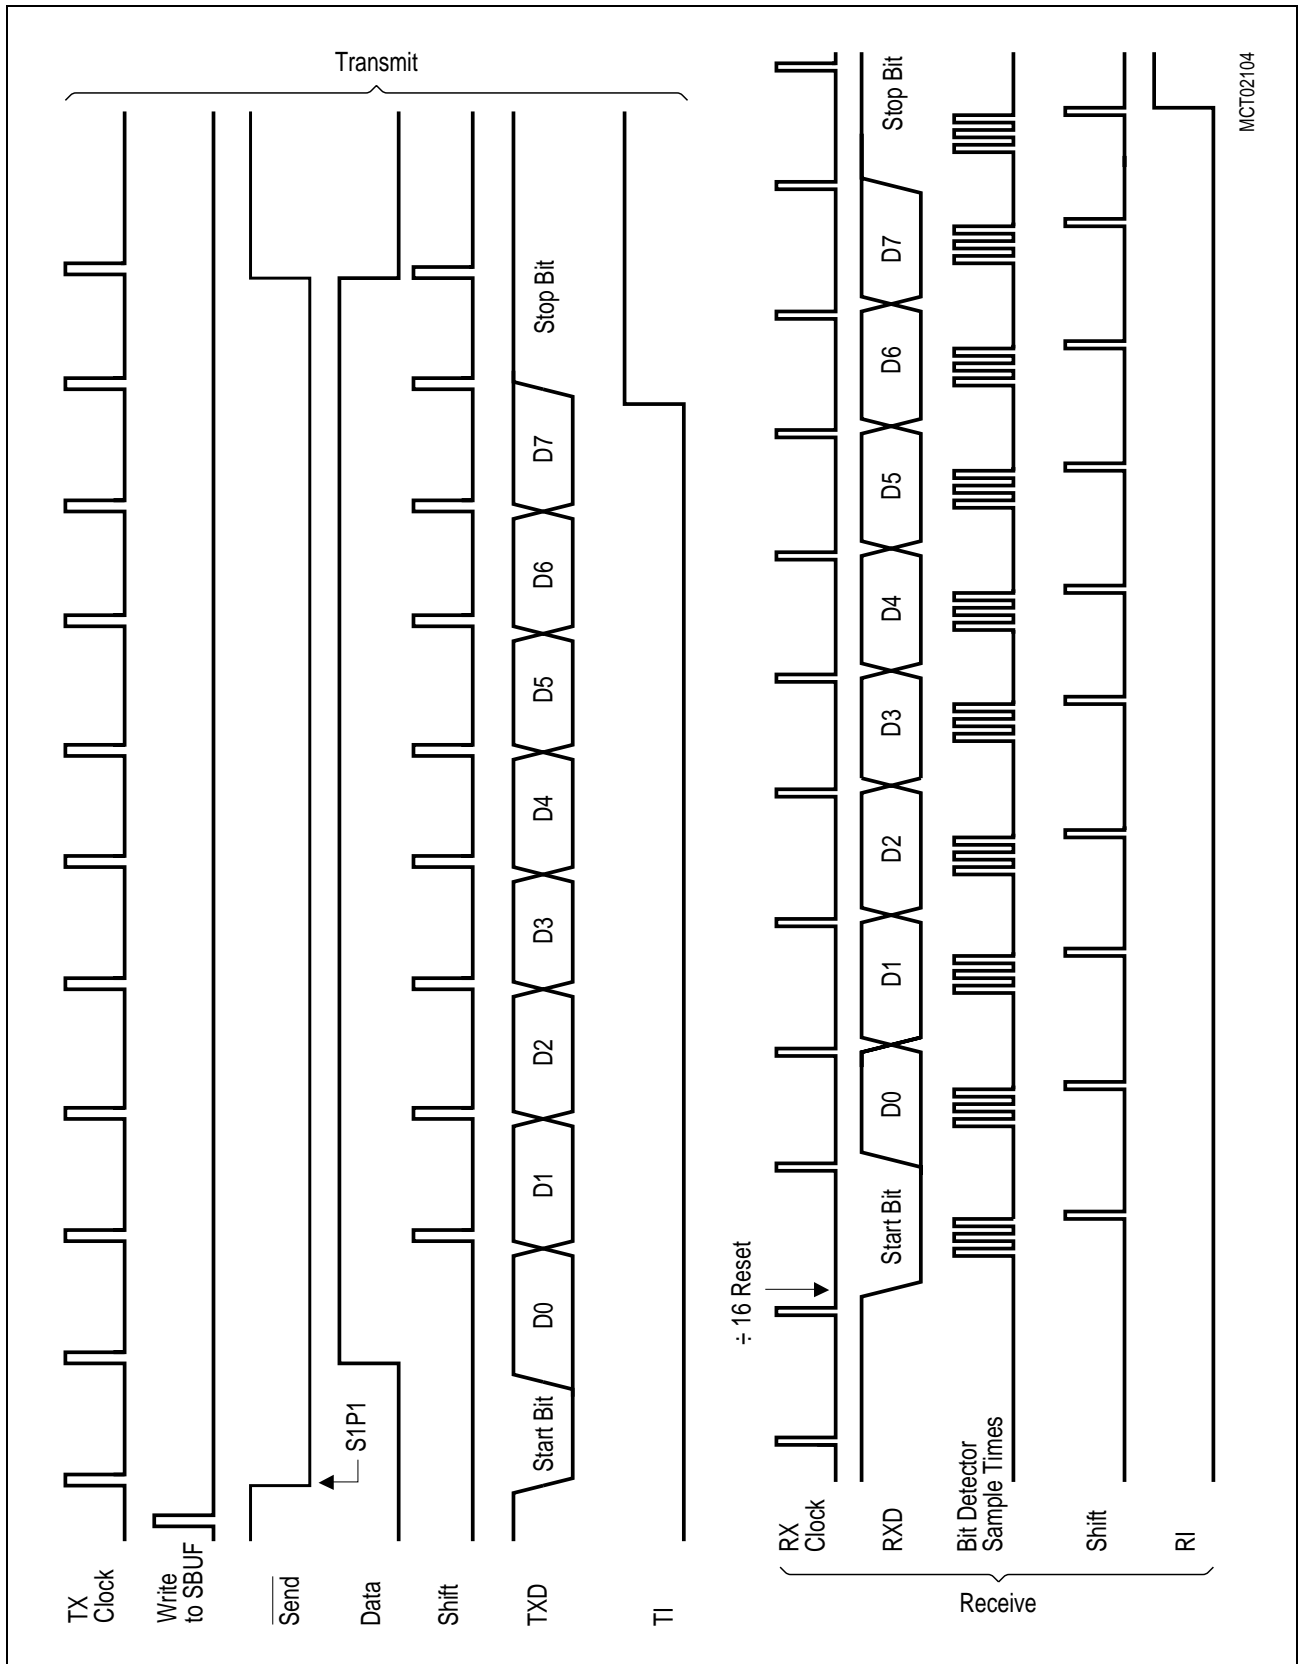 Transmit
TX
Clock
Write
to SBUF
Send
S1P1
Data
Shift
TXD
Start Bit D0 D1 D2 D3 D4 D5 D6 D7 Stop Bit
TI
÷ 16 Reset
RX
Clock
RXD
Start Bit D0 D1 D2 D3 D4 D5 D6 D7 Stop Bit
Bit Detector
Sample Times
Shift
RI
Receive
MCT02104